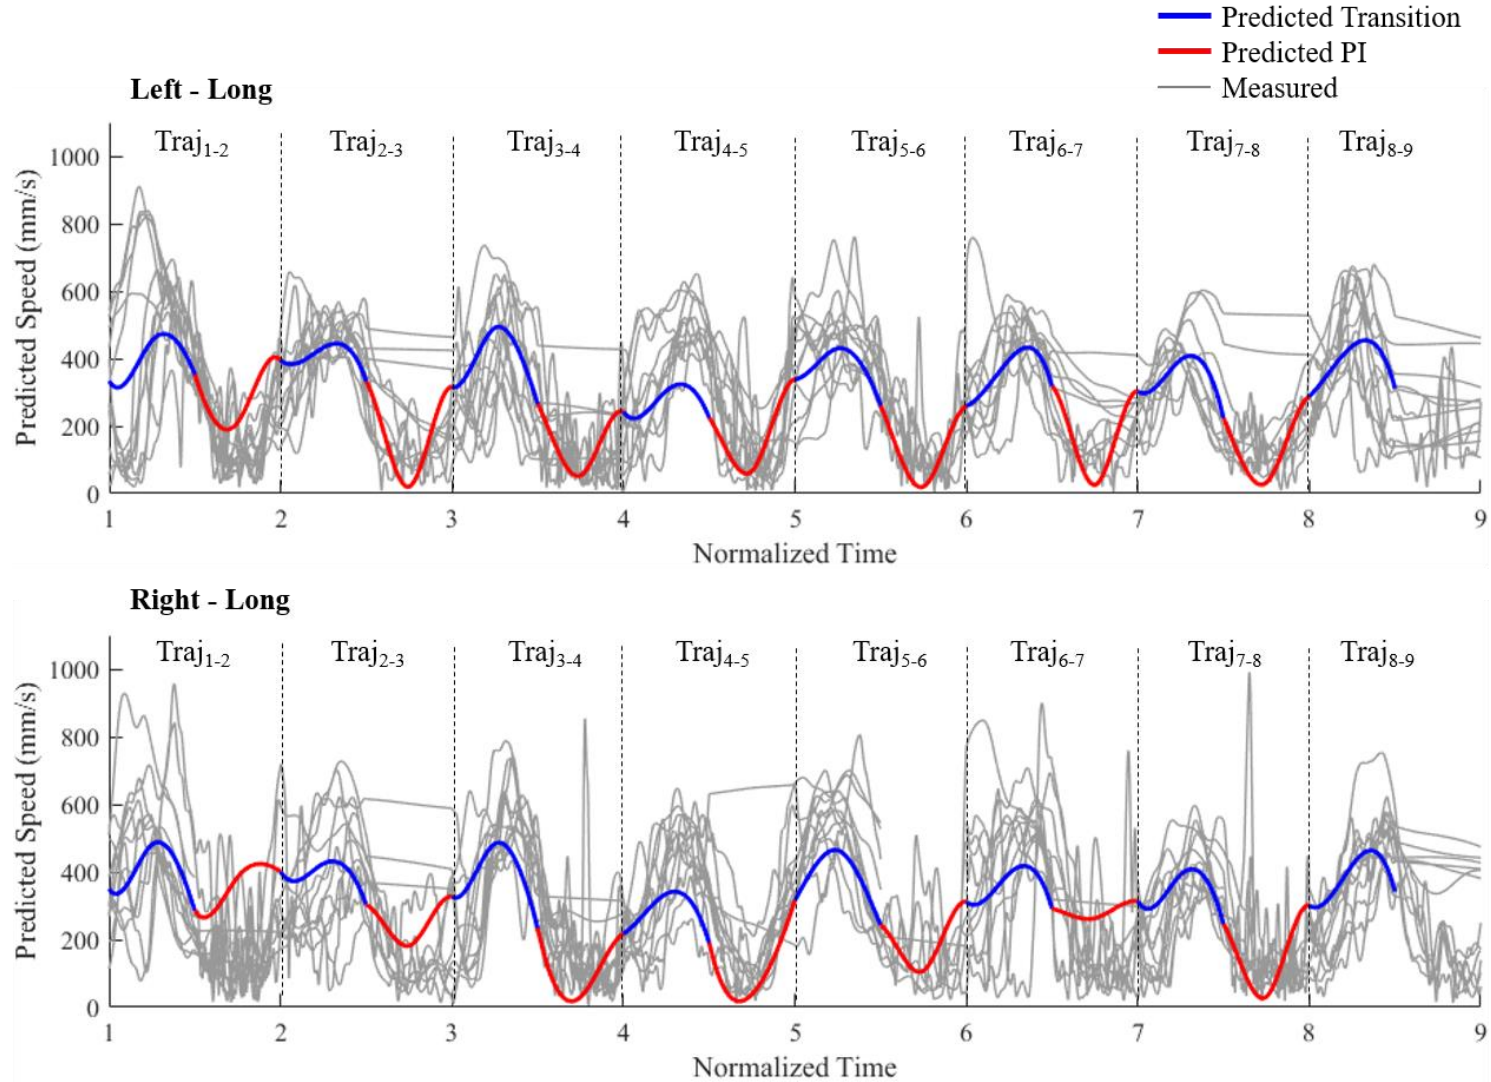 Predicted Transition
Predicted PI
Measured
Left - Long
Traj1-2 Traj2-3 Traj3-4 Traj4-5 Traj5-6 Traj6-7 Traj7-8 Traj8-9
Predicted Speed (mm/s)
1000
800
600
400
200
0
1 2 3 4 5 6 7 8 9
Normalized Time
Right - Long
Traj1-2 Traj2-3 Traj3-4 Traj4-5 Traj5-6 Traj6-7 Traj7-8 Traj8-9
Predicted Speed (mm/s)
1000
800
600
400
200
0
1 2 3 4 5 6 7 8 9
Normalized Time